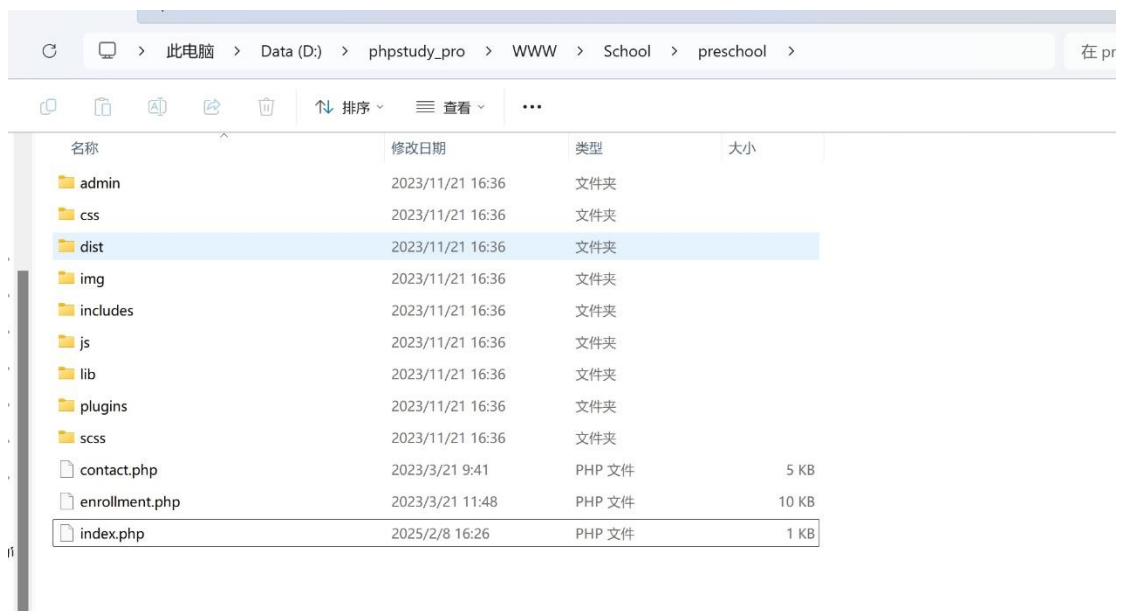 此电脑 > Data (D:) > phpstudy_pro > WWW > School > preschool > 在 pr
排序 查看 ...
名称 修改日期 类型 大小
admin 2023/11/21 16:36 文件夹
css 2023/11/21 16:36 文件夹
dist 2023/11/21 16:36 文件夹
img 2023/11/21 16:36 文件夹
includes 2023/11/21 16:36 文件夹
js 2023/11/21 16:36 文件夹
lib 2023/11/21 16:36 文件夹
plugins 2023/11/21 16:36 文件夹
scss 2023/11/21 16:36 文件夹
contact.php 2023/3/21 9:41 PHP 文件 5 KB
enrollment.php 2023/3/21 11:48 PHP 文件 10 KB
index.php 2025/2/8 16:26 PHP 文件 1 KB